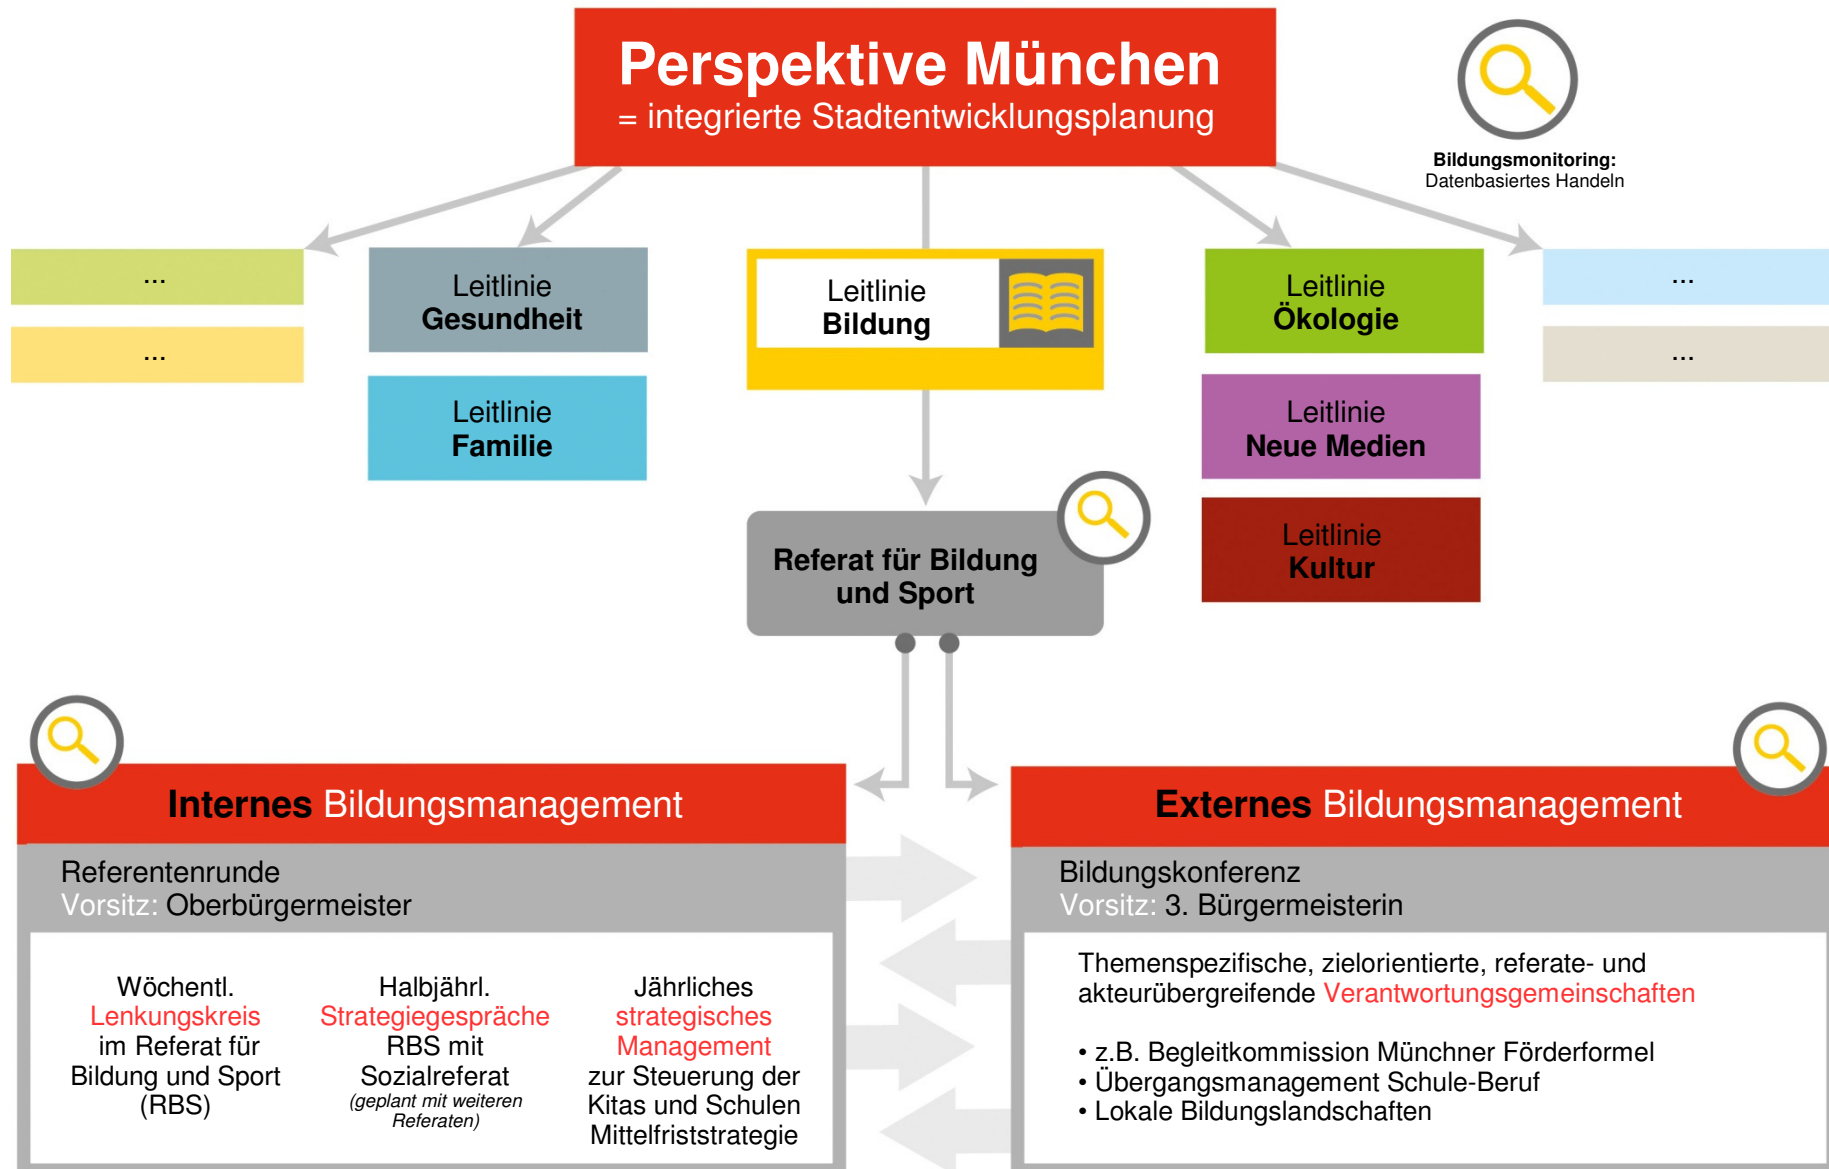 Perspektive München
= integrierte Stadtentwicklungsplanung
Bildungsmonitoring:
Datenbasiertes Handeln
...
...
Leitlinie
Gesundheit
Leitlinie
Familie
Leitlinie
Bildung
Leitlinie
Ökologie
Leitlinie
Neue Medien
Leitlinie
Kultur
...
...
Referat für Bildung
und Sport
Internes Bildungsmanagement
Referentenrunde
Vorsitz: Oberbürgermeister
Wöchentl.
Lenkungskreis
im Referat für
Bildung und Sport
(RBS)
Halbjährl.
Strategiegespräche
RBS mit
Sozialreferat
(geplant mit weiteren
Referaten)
Jährliches
strategisches
Management
zur Steuerung der
Kitas und Schulen
Mittelfriststrategie
Externes Bildungsmanagement
Bildungskonferenz
Vorsitz: 3. Bürgermeisterin
Themenspezifische, zielorientierte, referate- und
akteurübergreifende Verantwortungsgemeinschaften
• z.B. Begleitkommission Münchner Förderformel
• Übergangsmanagement Schule-Beruf
• Lokale Bildungslandschaften